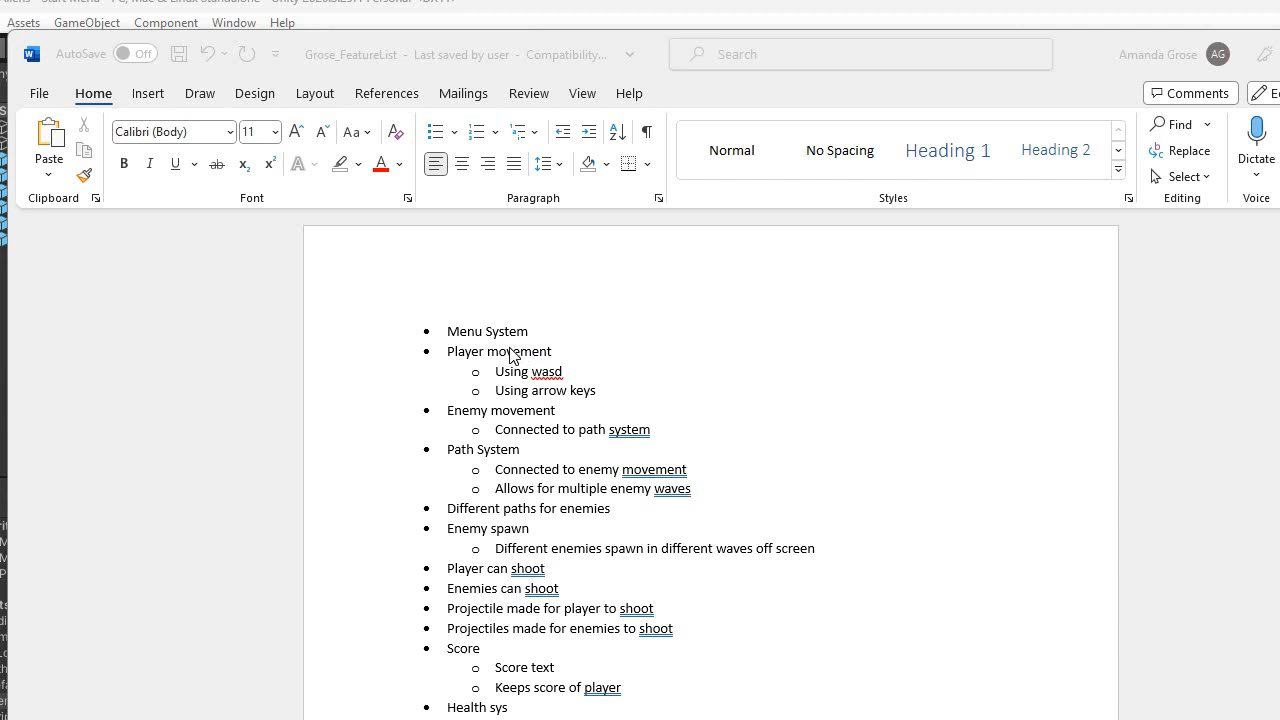 Assets GameObject Component Window Help
AutoSave Off Grose_FeatureList - Last saved by user - Compatibility... Search Amanda Grose AG
File Home Insert Draw Design Layout References Mailings Review View Help Comments
Calibri (Body) 11 Aa A
Paste B I U ab x₂ x² A A
Normal No Spacing Heading 1 Heading 2
Find
Replace
Select
Dictate
Clipboard Font Paragraph Styles Editing Voice
• Menu System
• Player movement
o Using wasd
o Using arrow keys
• Enemy movement
o Connected to path system
• Path System
o Connected to enemy movement
o Allows for multiple enemy waves
• Different paths for enemies
• Enemy spawn
o Different enemies spawn in different waves off screen
• Player can shoot
• Enemies can shoot
• Projectile made for player to shoot
• Projectiles made for enemies to shoot
• Score
o Score text
o Keeps score of player
• Health sys